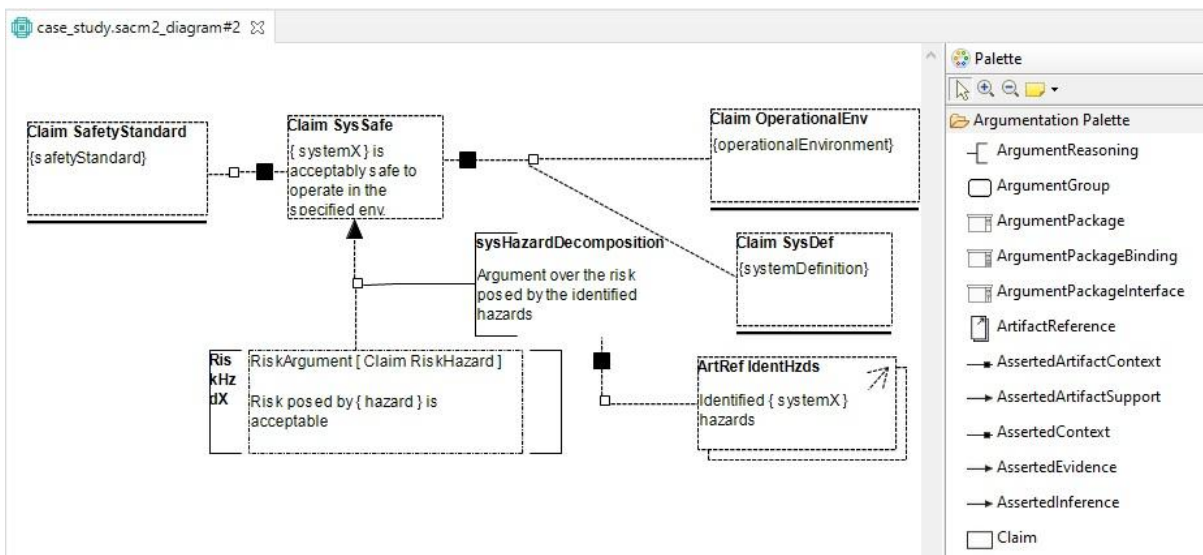 case_study.sacm2_diagram#2
Claim SafetyStandard
{safetyStandard}
Claim SysSafe
{ systemX } is
acceptably safe to
operate in the
specified env.
Claim OperationalEnv
{operationalEnvironment}
Claim SysDef
{systemDefinition}
sysHazardDecomposition
Argument over the risk
posed by the identified
hazards
Ris
kHz
dX
RiskArgument [ Claim RiskHazard ]
Risk posed by { hazard } is
acceptable
ArtRef IdentHzds
Identified { systemX }
hazards
Palette
Argumentation Palette
ArgumentReasoning
ArgumentGroup
ArgumentPackage
ArgumentPackageBinding
ArgumentPackageInterface
ArtifactReference
AssertedArtifactContext
AssertedArtifactSupport
AssertedContext
AssertedEvidence
AssertedInference
Claim